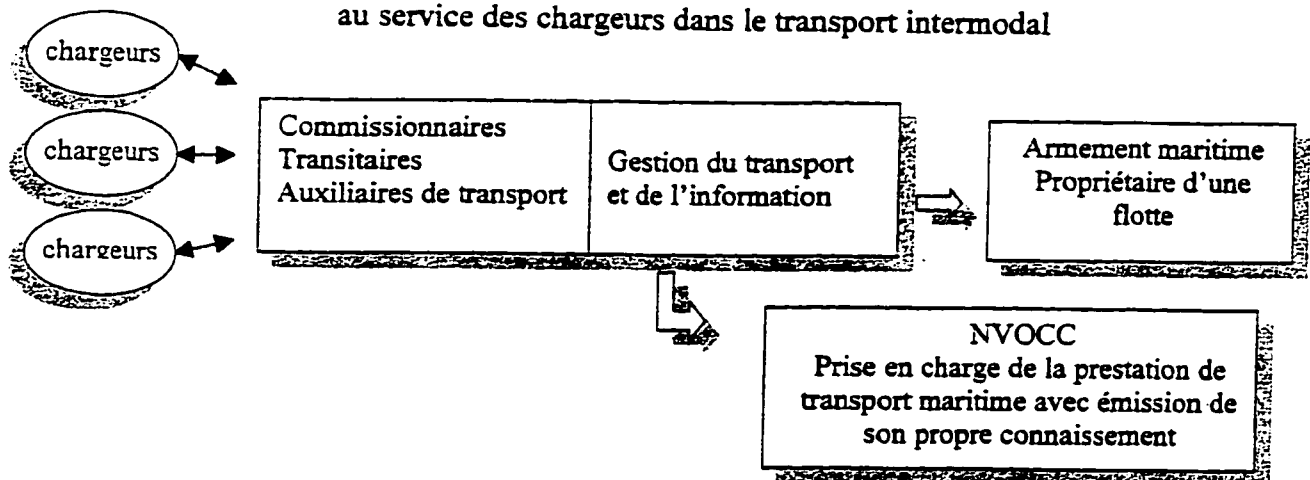 au service des chargeurs dans le transport intermodal
chargeurs
chargeurs
chargeurs
Commissionnaires
Transitaires
Auxiliaires de transport
Gestion du transport
et de l'information
Armement maritime
Propriétaire d'une
flotte
NVOCC
Prise en charge de la prestation de
transport maritime avec émission de
son propre connaissement